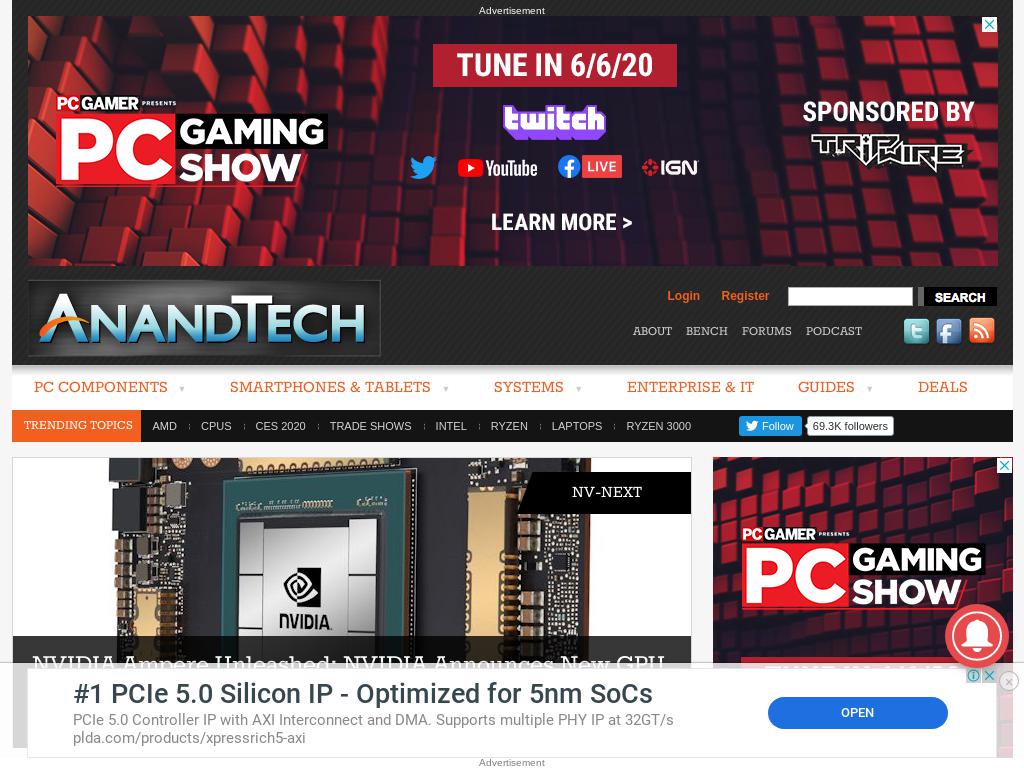 Advertisement
TUNE IN 6/6/20
PC GAMER PRESENTS
PC GAMING SHOW
twitch
YouTube
LIVE
IGN
LEARN MORE >
SPONSORED BY
TRIPWIRE
ANANDTECH
Login Register SEARCH
ABOUT BENCH FORUMS PODCAST
PC COMPONENTS SMARTPHONES & TABLETS SYSTEMS ENTERPRISE & IT GUIDES DEALS
TRENDING TOPICS AMD CPUS CES 2020 TRADE SHOWS INTEL RYZEN LAPTOPS RYZEN 3000 Follow 69.3K followers
NV-NEXT
NVIDIA
NVIDIA Ampere Unleashed: NVIDIA Announces New GPU
PC GAMER PRESENTS
PC GAMING SHOW
#1 PCIe 5.0 Silicon IP - Optimized for 5nm SoCs
PCIe 5.0 Controller IP with AXI Interconnect and DMA. Supports multiple PHY IP at 32GT/s
plda.com/products/xpressrich5-axi
OPEN
Advertisement